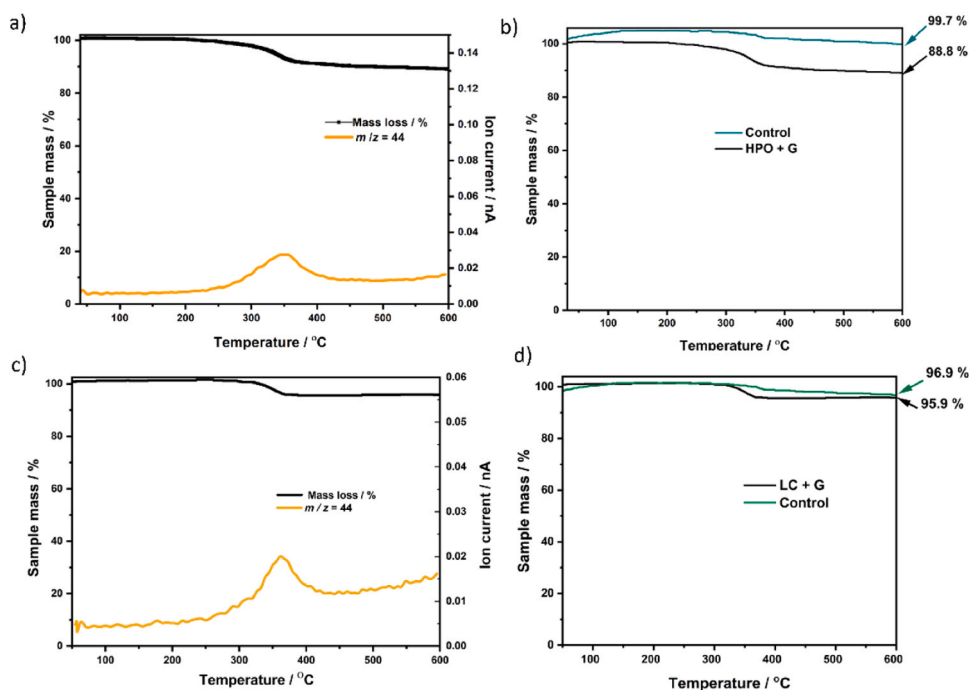 a)
100
80
60
40
20
0
Sample mass / %
Mass loss / %
m /z = 44
0.14
0.12
0.10
0.08
0.06
0.04
0.02
0.00
Ion current / nA
100 200 300 400 500 600
Temperature / °C
b)
100
80
60
40
20
0
Sample mass / %
Control
HPO + G
99.7 %
88.8 %
100 200 300 400 500 600
Temperature / °C
c)
100
80
60
40
20
0
Sample mass / %
Mass loss / %
m / z = 44
0.06
0.05
0.04
0.03
0.02
0.01
0.00
Ion current / nA
100 200 300 400 500 600
Temperature / °C
d)
100
80
60
40
20
0
Sample mass / %
LC + G
Control
96.9 %
95.9 %
100 200 300 400 500 600
Temperature / °C